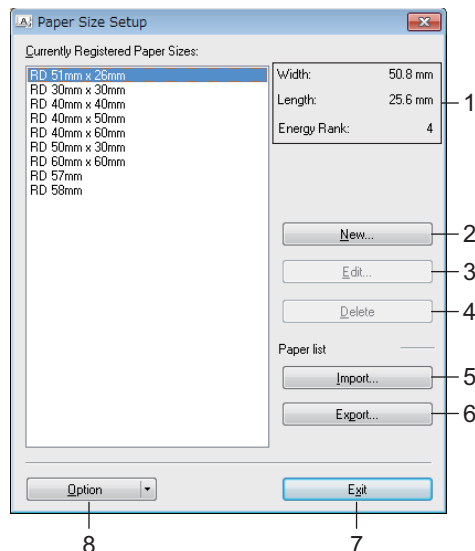 Paper Size Setup
Currently Registered Paper Sizes:
RD 51mm x 26mm
RD 30mm x 30mm
RD 40mm x 40mm
RD 40mm x 50mm
RD 40mm x 60mm
RD 50mm x 30mm
RD 60mm x 60mm
RD 57mm
RD 58mm
Width: 50.8 mm
Length: 25.6 mm
Energy Rank: 4
1
New... 2
Edit... 3
Delete 4
Paper list
Import... 5
Export... 6
Option Exit
8 7